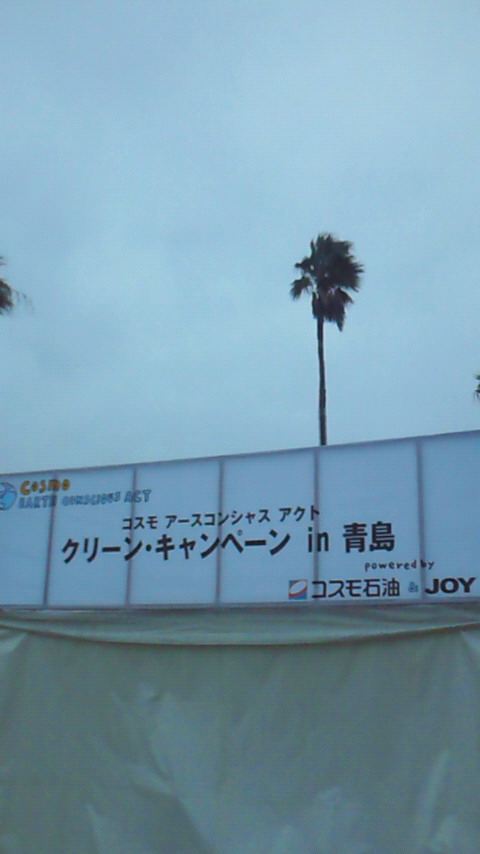 COSMO
EARTH CONSCIOUS ACT
コスモ アースコンシャス アクト
クリーン・キャンペーン in 青島
powered by
コスモ石油 & JOY